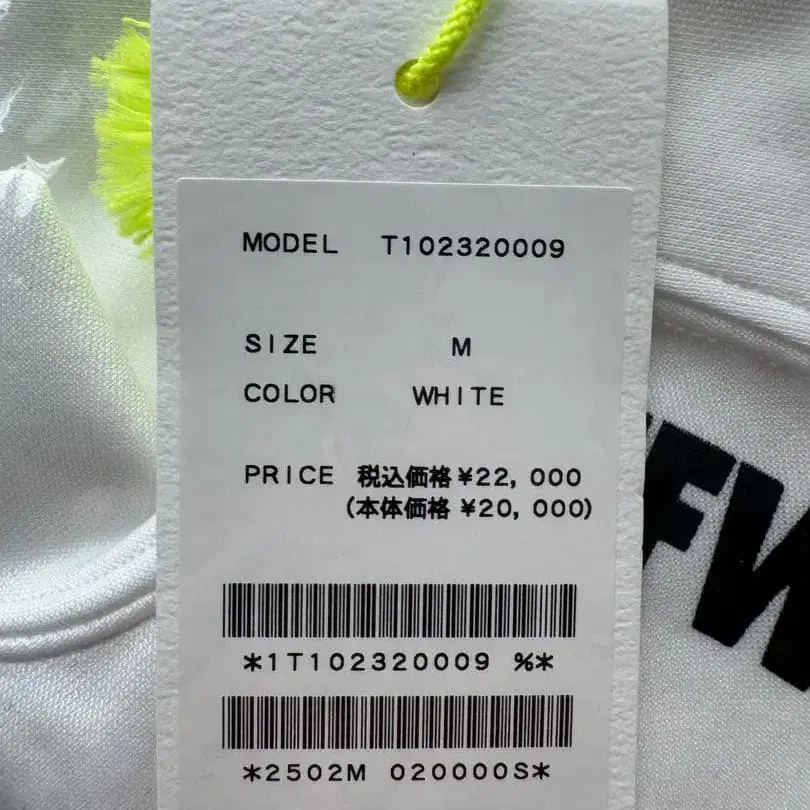 MODEL T102320009
SIZE M
COLOR WHITE
PRICE 税込価格 ¥22, 000
(本体価格 ¥20, 000)
*1T102320009 %*
*2502M 020000S*
FW